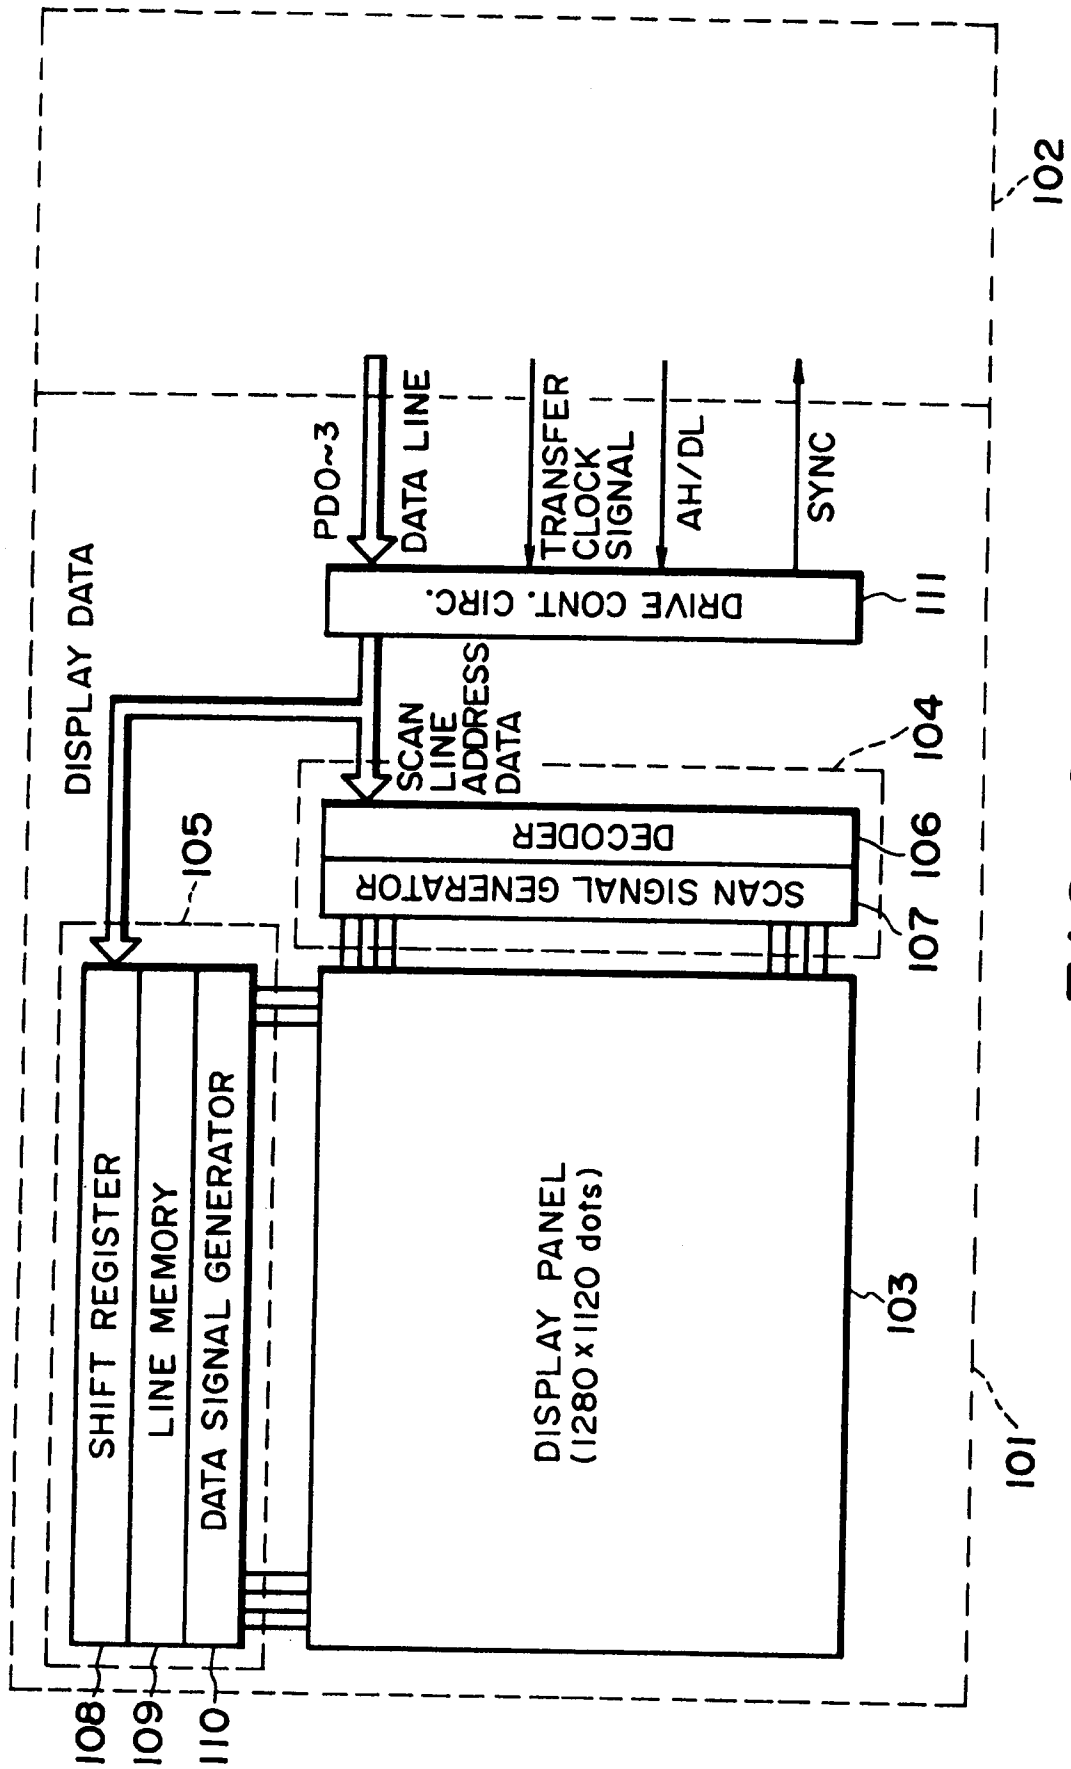 DISPLAY DATA
PD0~3
DATA LINE
TRANSFER
CLOCK
SIGNAL
AH/DL
SYNC
DRIVE CONT. CIRC.
111
SCAN
LINE
ADDRESS
DATA
105
SHIFT REGISTER
LINE MEMORY
DATA SIGNAL GENERATOR
108
109
110
DECODER
SCAN SIGNAL GENERATOR
104
106
107
DISPLAY PANEL
(1280 x 1120 dots)
103
101
102